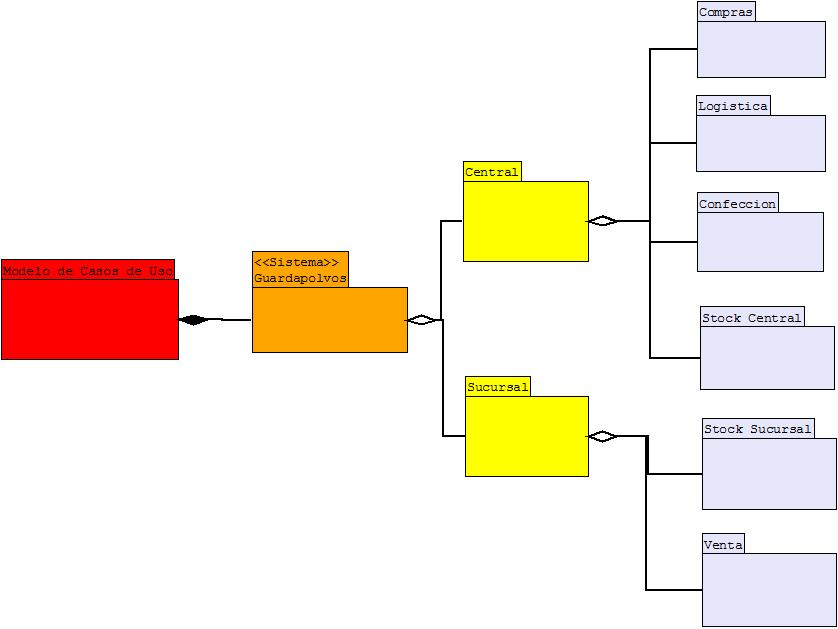 Compras
Logistica
Central
Confeccion
<<Sistema>>
Guardapolvos
Modelo de Casos de Uso
Stock Central
Sucursal
Stock Sucursal
Venta